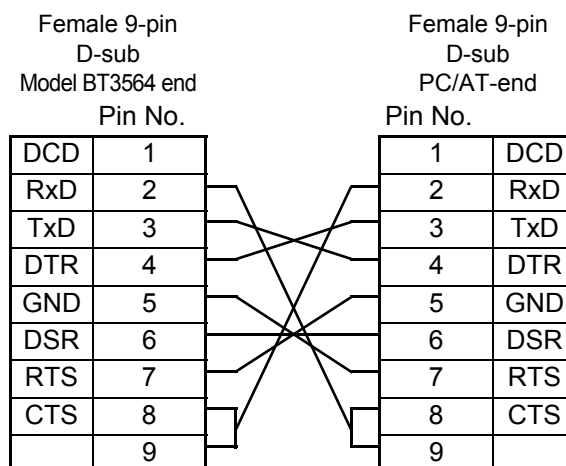 Female 9-pin
D-sub
Model BT3564 end
Pin No.
Female 9-pin
D-sub
PC/AT-end
Pin No.
DCD 1
RxD 2
TxD 3
DTR 4
GND 5
DSR 6
RTS 7
CTS 8
9
1 DCD
2 RxD
3 TxD
4 DTR
5 GND
6 DSR
7 RTS
8 CTS
9